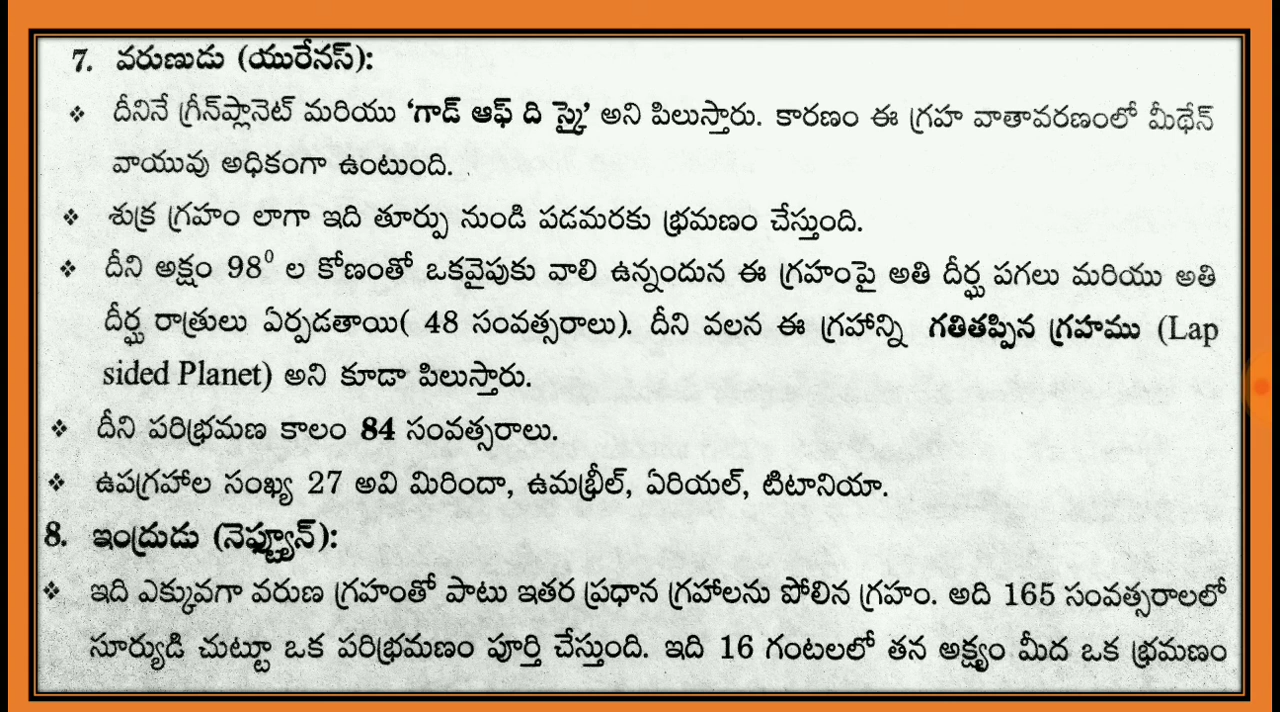 7. వరుణుడు (యురేనస్):
❖ దీనినే గ్రీన్‌ప్లానెట్ మరియు ‘గాడ్ ఆఫ్ ది స్కై’ అని పిలుస్తారు. కారణం ఈ గ్రహ వాతావరణంలో మీథేన్
వాయువు అధికంగా ఉంటుంది.
❖ శుక్ర గ్రహం లాగా ఇది తూర్పు నుండి పడమరకు భ్రమణం చేస్తుంది.
❖ దీని అక్షం 98⁰ ల కోణంతో ఒకవైపుకు వాలి ఉన్నందున ఈ గ్రహంపై అతి దీర్ఘ పగలు మరియు అతి
దీర్ఘ రాత్రులు ఏర్పడతాయి( 48 సంవత్సరాలు). దీని వలన ఈ గ్రహాన్ని గతితప్పిన గ్రహము (Lap
sided Planet) అని కూడా పిలుస్తారు.
❖ దీని పరిభ్రమణ కాలం 84 సంవత్సరాలు.
❖ ఉపగ్రహాల సంఖ్య 27 అవి మిరిందా, ఉమభ్రీల్, ఏరియల్, టిటానియా.
8. ఇంద్రుడు (నెఫ్ట్యూన్):
❖ ఇది ఎక్కువగా వరుణ గ్రహంతో పాటు ఇతర ప్రధాన గ్రహాలను పోలిన గ్రహం. అది 165 సంవత్సరాలలో
సూర్యుడి చుట్టూ ఒక పరిభ్రమణం పూర్తి చేస్తుంది. ఇది 16 గంటలలో తన అక్ష్యం మీద ఒక భ్రమణం